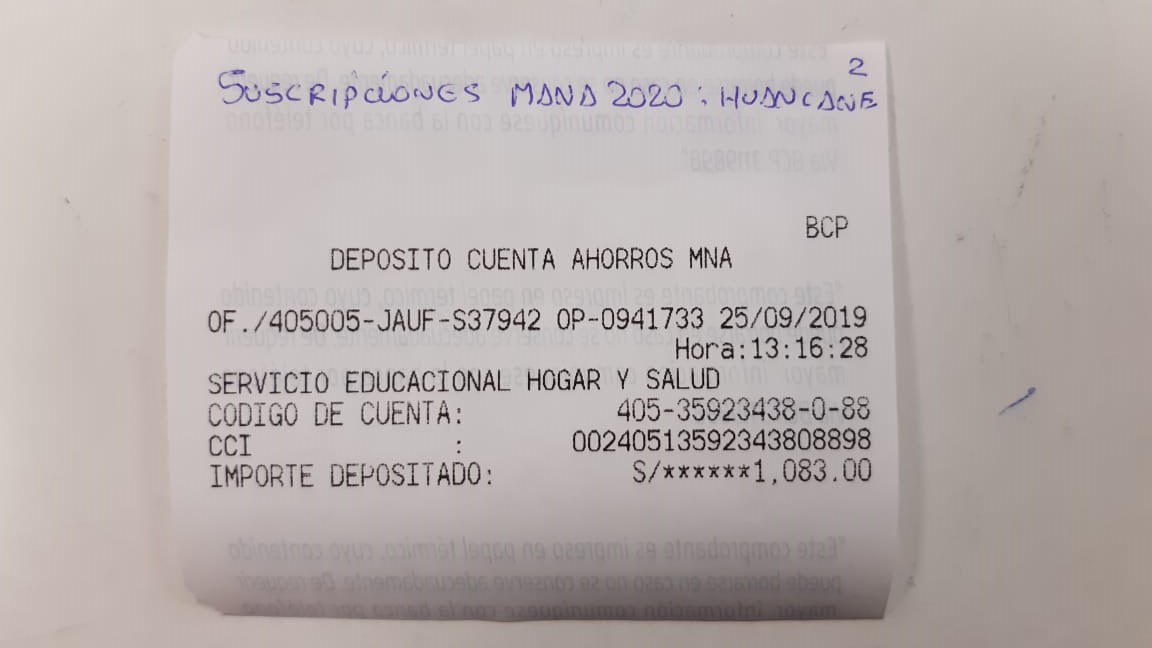 2
SUSCRIPCIONES MANA 2020. HUANCANE
BCP
DEPOSITO CUENTA AHORROS MNA
OF./405005-JAUF-S37942 OP-0941733 25/09/2019
Hora:13:16:28
SERVICIO EDUCACIONAL HOGAR Y SALUD
CODIGO DE CUENTA: 405-35923438-0-88
CCI : 00240513592343808898
IMPORTE DEPOSITADO: S/******1,083.00